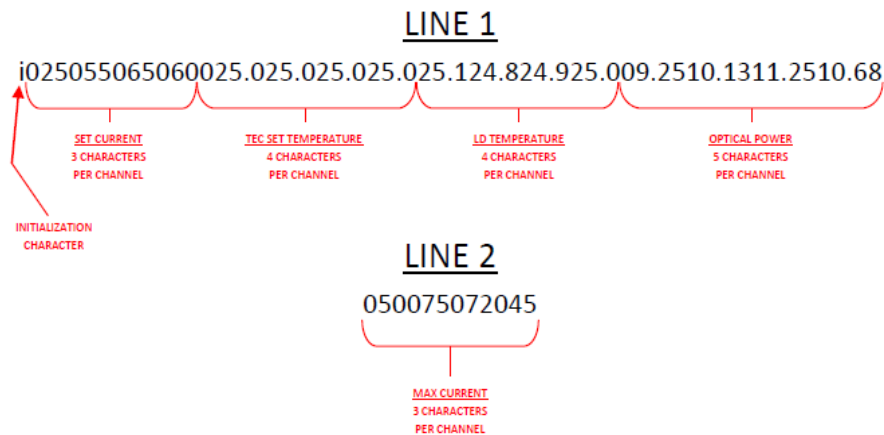 LINE 1
i025055065060025.025.025.025.025.124.824.925.009.2510.1311.2510.68
SET CURRENT
3 CHARACTERS
PER CHANNEL
TEC SET TEMPERATURE
4 CHARACTERS
PER CHANNEL
LD TEMPERATURE
4 CHARACTERS
PER CHANNEL
OPTICAL POWER
5 CHARACTERS
PER CHANNEL
INITIALIZATION
CHARACTER
LINE 2
050075072045
MAX CURRENT
3 CHARACTERS
PER CHANNEL